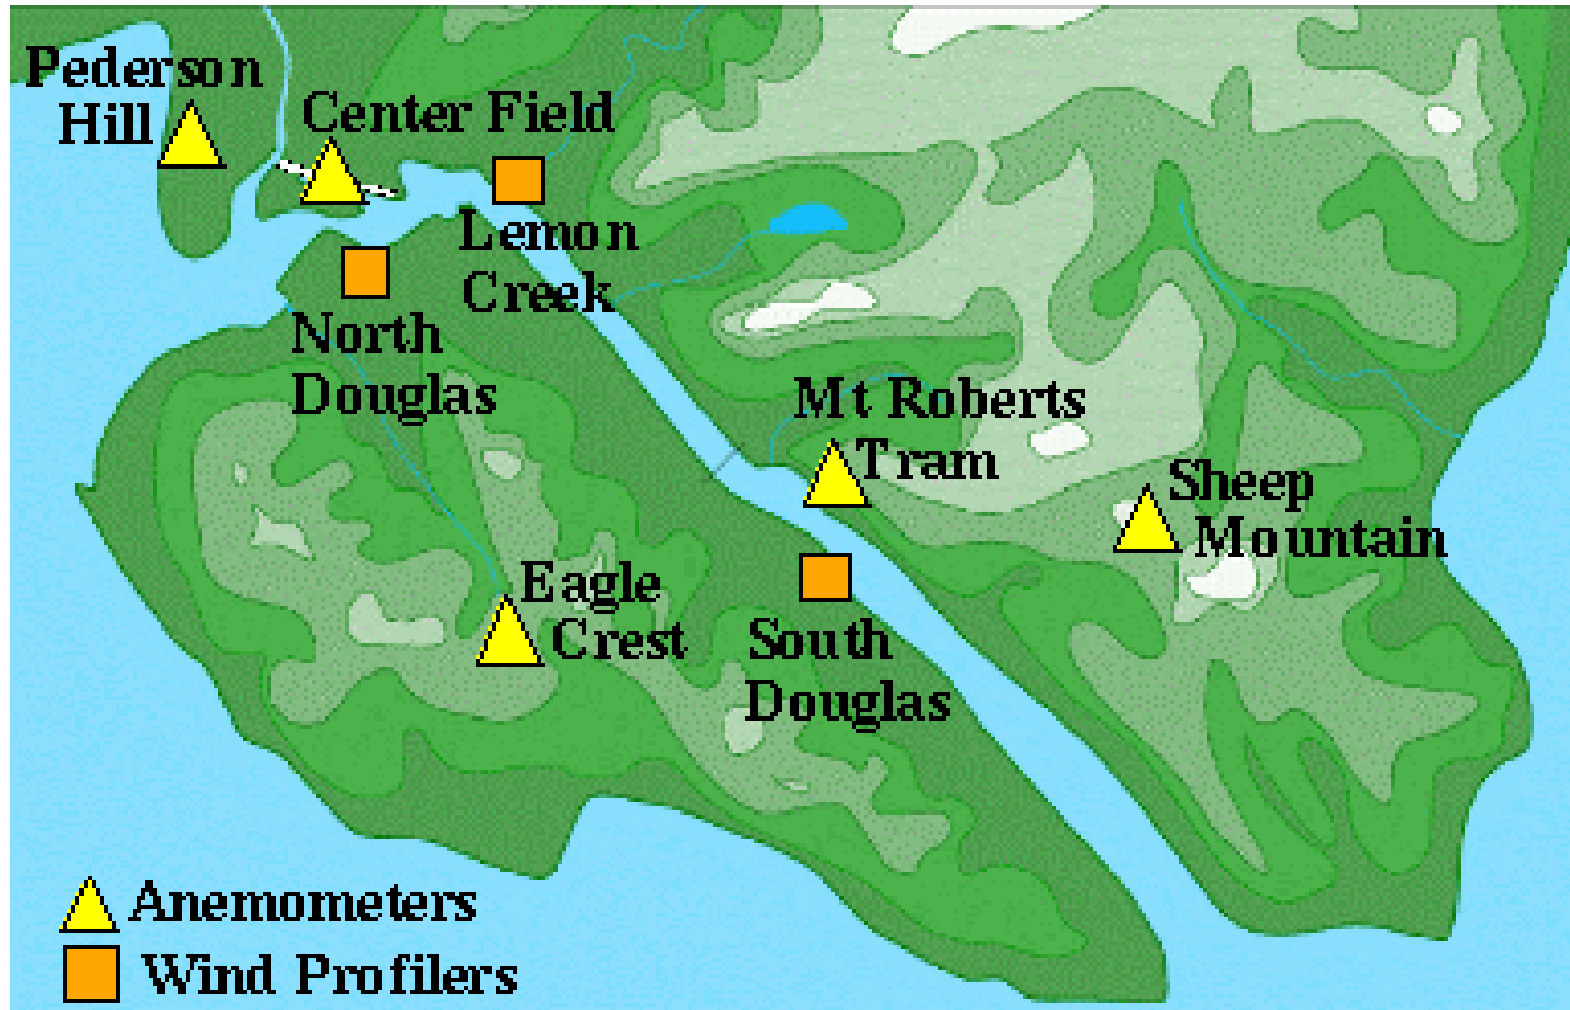 Pederson
Hill
Center Field
Lemon
Creek
North
Douglas
Mt Roberts
Tram
Sheep
Mountain
Eagle
Crest
South
Douglas
Anemometers
Wind Profilers